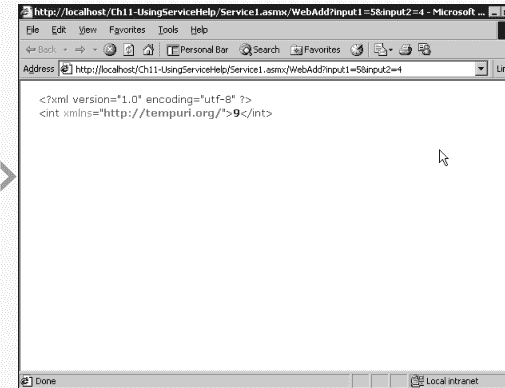 http://localhost/Ch11-UsingServiceHelp/Service1.asmx/WebAdd?input1=5&input2=4 - Microsoft ...
File Edit View Favorites Tools Help
Back Personal Bar Search Favorites
Address http://localhost/Ch11-UsingServiceHelp/Service1.asmx/WebAdd?input1=5&input2=4
<?xml version="1.0" encoding="utf-8" ?>
<int xmlns="http://tempuri.org/">9</int>
Done Local intranet